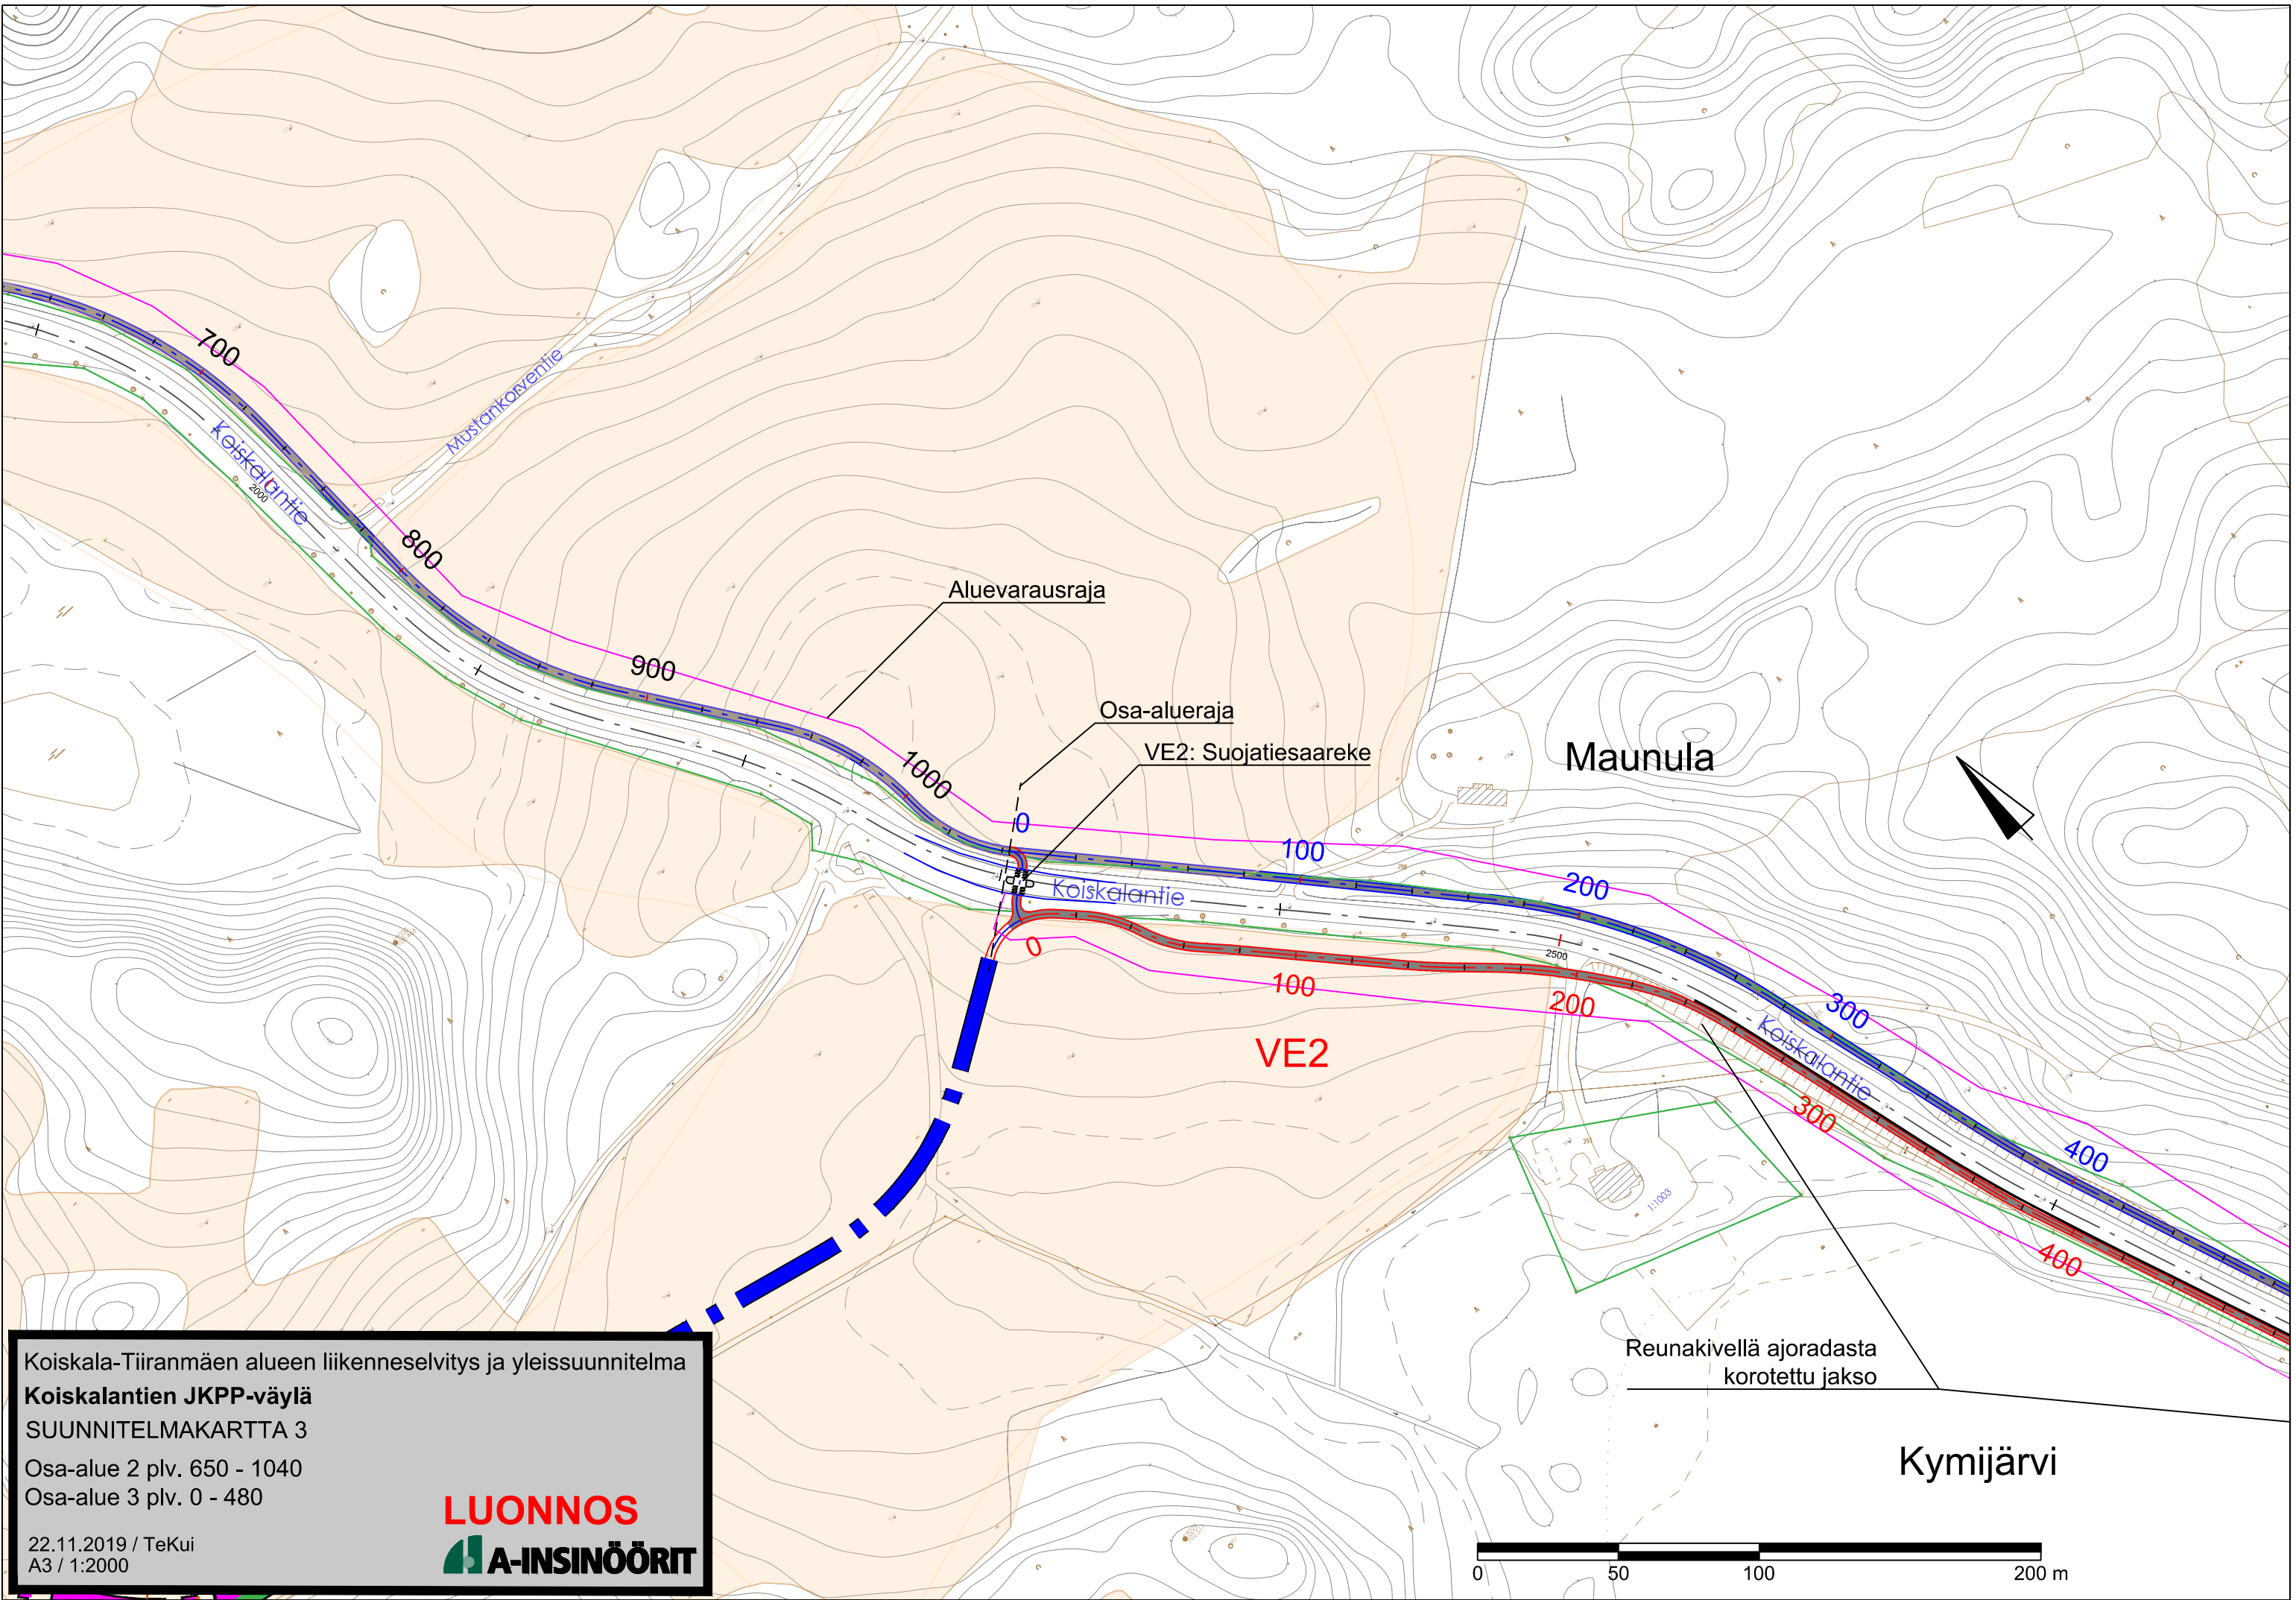 700
Mustankorventie
Koiskalantie
2000
800
Aluevarausraja
900
Osa-alueraja
VE2: Suojatiesaareke
Maunula
1000
0
100
200
Koiskalantie
0
2500
100
200
300
Koiskalantie
VE2
300
400
1:1003
400
Reunakivellä ajoradasta
korotettu jakso
Kymijärvi
Koiskala-Tiiranmäen alueen liikenneselvitys ja yleissuunnitelma
Koiskalantien JKPP-väylä
SUUNNITELMAKARTTA 3
Osa-alue 2 plv. 650 - 1040
Osa-alue 3 plv. 0 - 480
LUONNOS
22.11.2019 / TeKui
A3 / 1:2000
A-INSINÖÖRIT
0 50 100 200 m